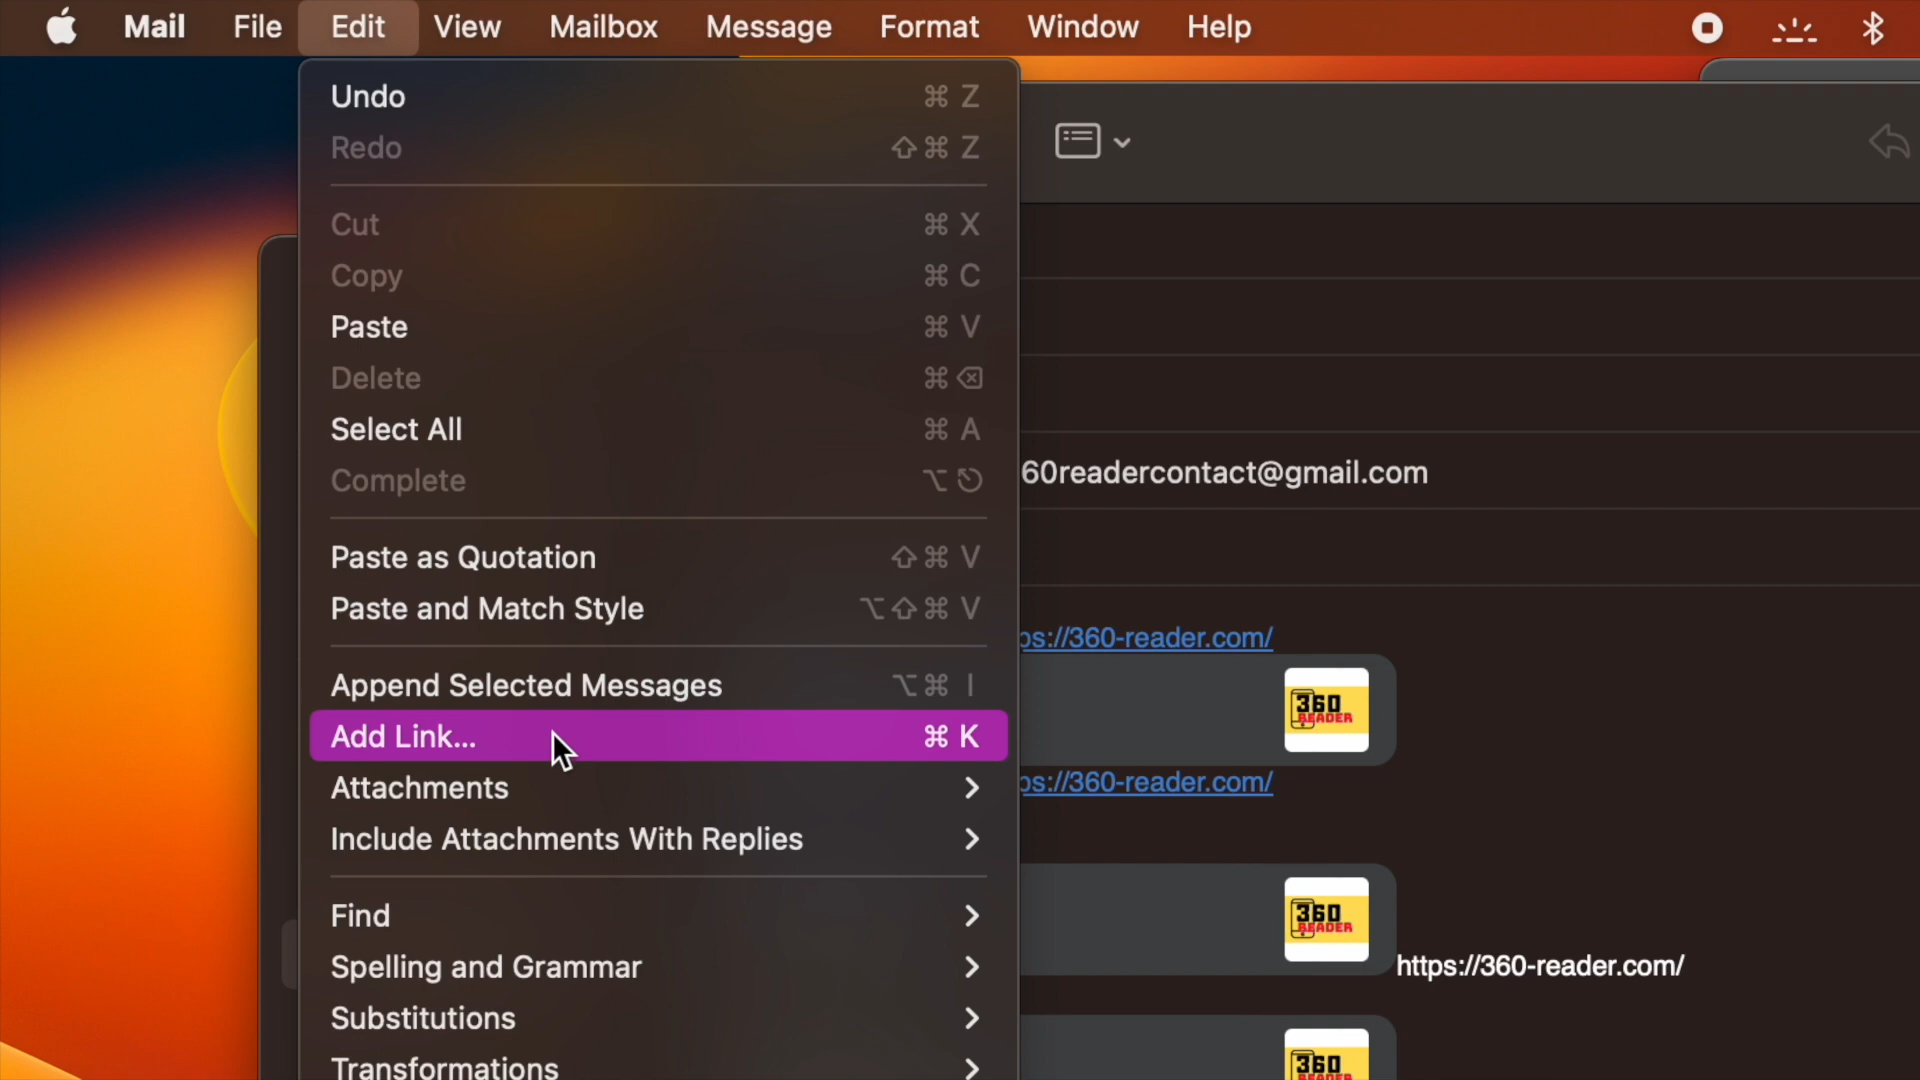 Mail File Edit View Mailbox Message Format Window Help
Undo ⌘ Z
Redo ⇧⌘ Z
Cut ⌘ X
Copy ⌘ C
Paste ⌘ V
Delete ⌘⌫
Select All ⌘ A
Complete ⌥⎋
60readercontact@gmail.com
Paste as Quotation ⇧⌘ V
Paste and Match Style ⌥⇧⌘ V
ps://360-reader.com/
Append Selected Messages ⌥⌘ I
360
READER
Add Link... ⌘ K
Attachments
ps://360-reader.com/
Include Attachments With Replies
Find
360
READER
Spelling and Grammar
https://360-reader.com/
Substitutions
Transformations
360
READER